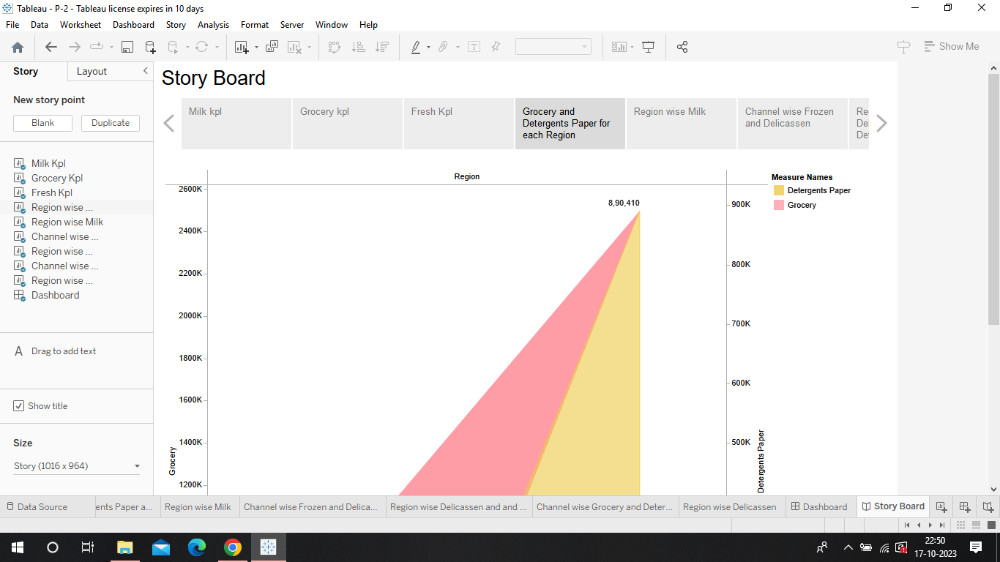 Tableau - P-2 - Tableau license expires in 10 days
File Data Worksheet Dashboard Story Analysis Format Server Window Help
Show Me
Story Layout
New story point
Blank Duplicate
Milk Kpl
Grocery Kpl
Fresh Kpl
Region wise ...
Region wise Milk
Channel wise ...
Region wise ...
Channel wise ...
Region wise ...
Dashboard
A Drag to add text
Show title
Size
Story (1016 x 964)
Story Board
Milk kpl
Grocery kpl
Fresh Kpl
Grocery and
Detergents Paper for
each Region
Region wise Milk
Channel wise Frozen
and Delicassen
Re
De
De
Region
2600K
2400K
2200K
2000K
1800K
1600K
1400K
1200K
Grocery
8,90,410
900K
800K
700K
600K
500K
Detergents Paper
Measure Names
Detergents Paper
Grocery
Data Source
ents Paper a...
Region wise Milk
Channel wise Frozen and Delica...
Region wise Delicassen and and ...
Channel wise Grocery and Deter...
Region wise Delicassen
Dashboard
Story Board
22:50
17-10-2023